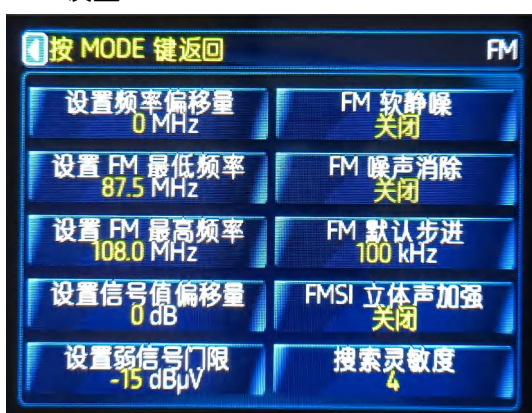 按 MODE 键返回
FM
设置频率偏移量
0 MHz
FM 软静噪
关闭
设置 FM 最低频率
87.5 MHz
FM 噪声消除
关闭
设置 FM 最高频率
108.0 MHz
FM 默认步进
100 kHz
设置信号值偏移量
0 dB
FMSI 立体声加强
关闭
设置弱信号门限
-15 dBµV
搜索灵敏度
4